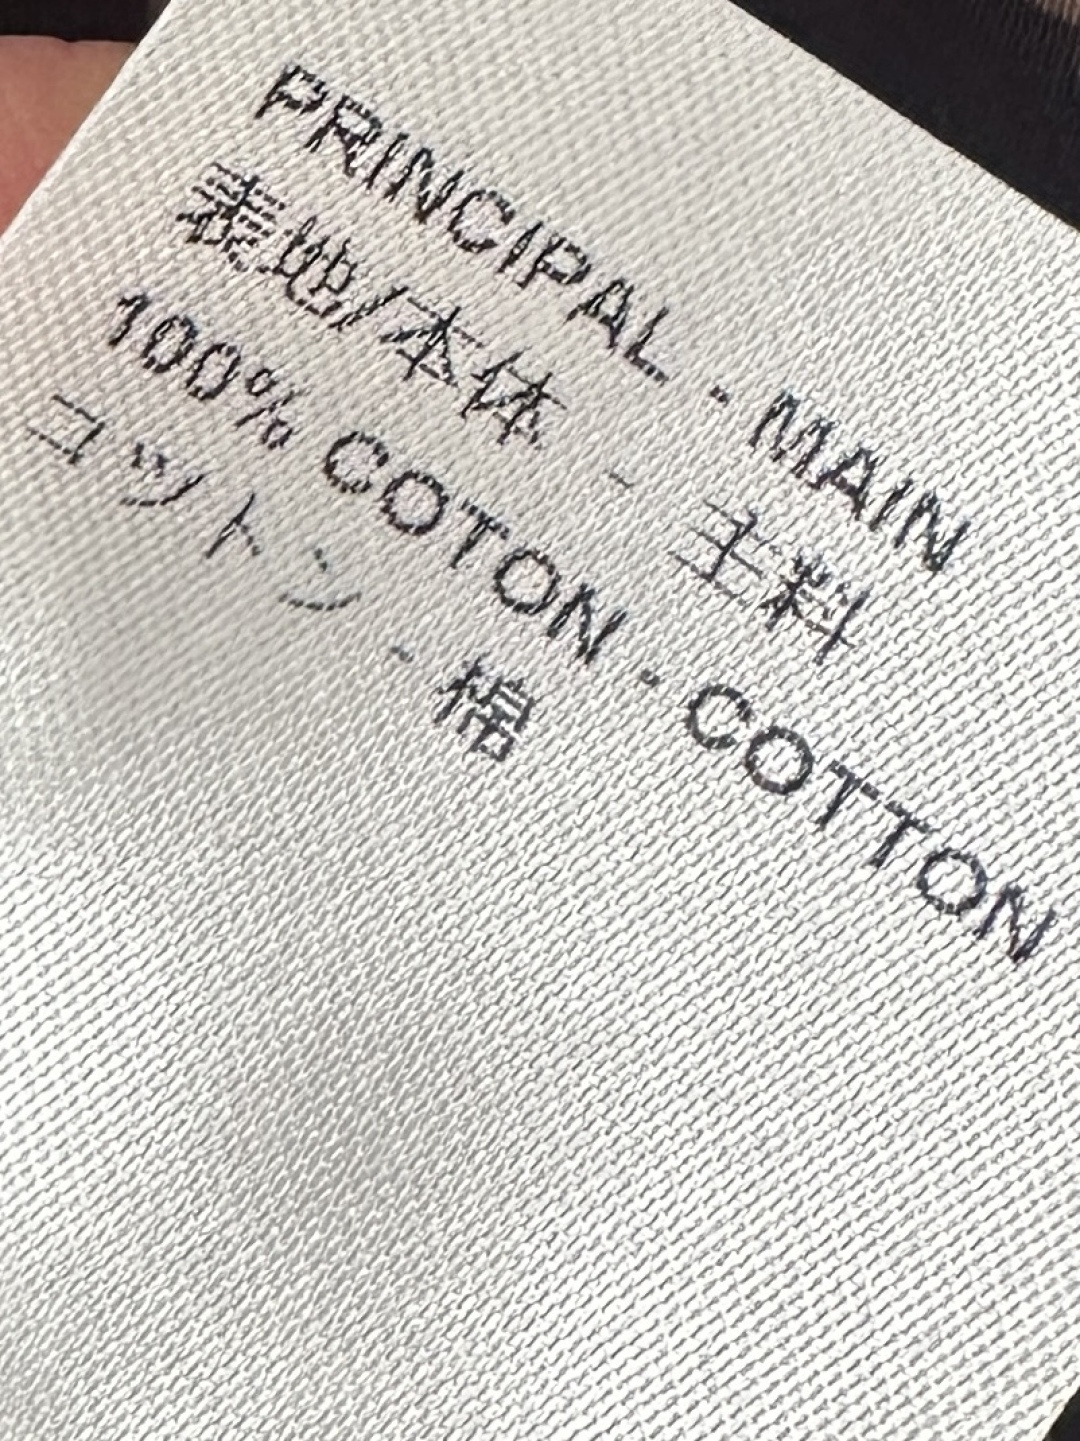 PRINCIPAL - MAIN
表地/本体 - 主料
100% COTON - COTTON
コットン - 棉